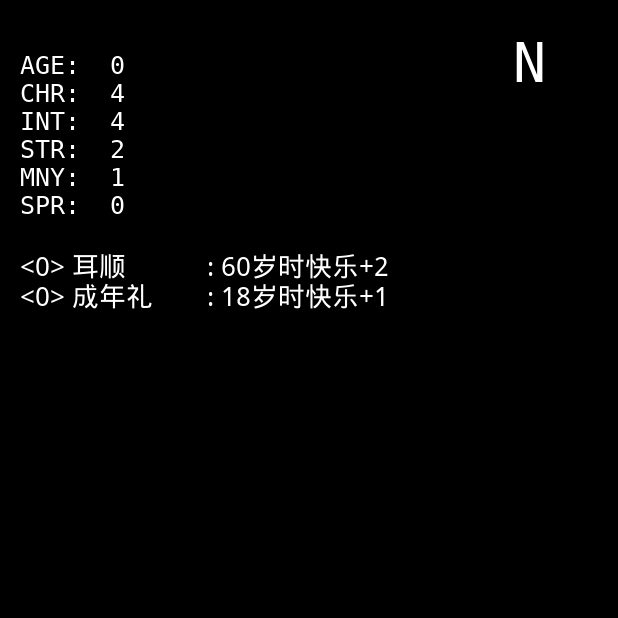 N
AGE: 0
CHR: 4
INT: 4
STR: 2
MNY: 1
SPR: 0
<0> 耳顺 : 60岁时快乐+2
<0> 成年礼 : 18岁时快乐+1